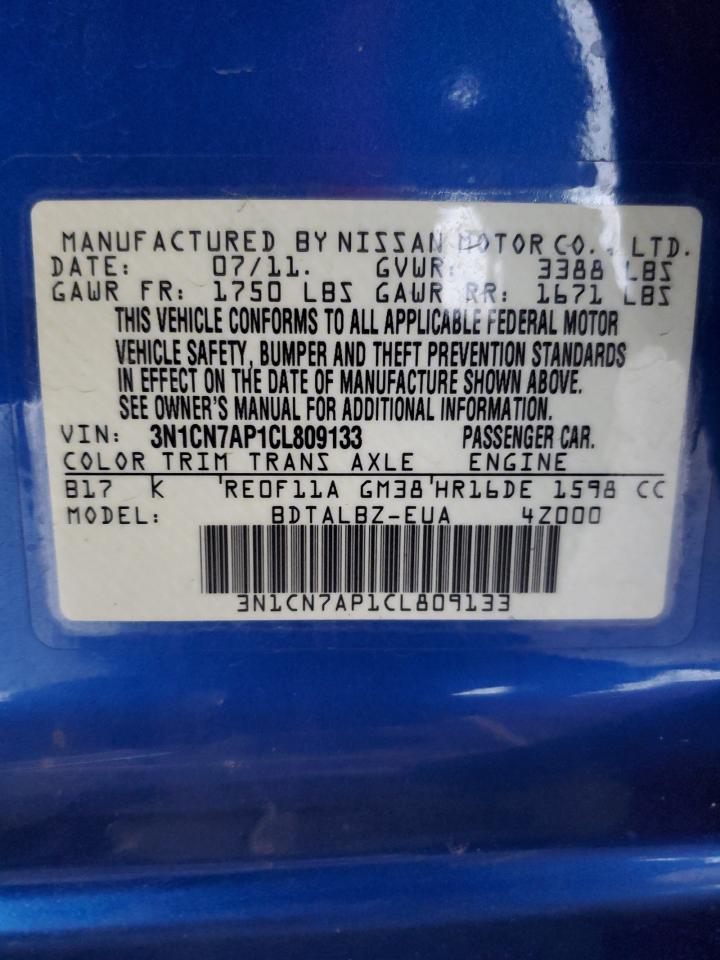 MANUFACTURED BY NISSAN MOTOR CO., LTD.
DATE: 07/11. GVWR: 3388 LBS
GAWR FR: 1750 LBS GAWR RR: 1671 LBS
THIS VEHICLE CONFORMS TO ALL APPLICABLE FEDERAL MOTOR
VEHICLE SAFETY, BUMPER AND THEFT PREVENTION STANDARDS
IN EFFECT ON THE DATE OF MANUFACTURE SHOWN ABOVE.
SEE OWNER'S MANUAL FOR ADDITIONAL INFORMATION.
VIN: 3N1CN7AP1CL809133 PASSENGER CAR.
COLOR TRIM TRANS AXLE ENGINE
B17 K 'RE0F11A GM38'HR16DE 1598 CC
MODEL: BDTALBZ-EUA 4Z000
3N1CN7AP1CL809133